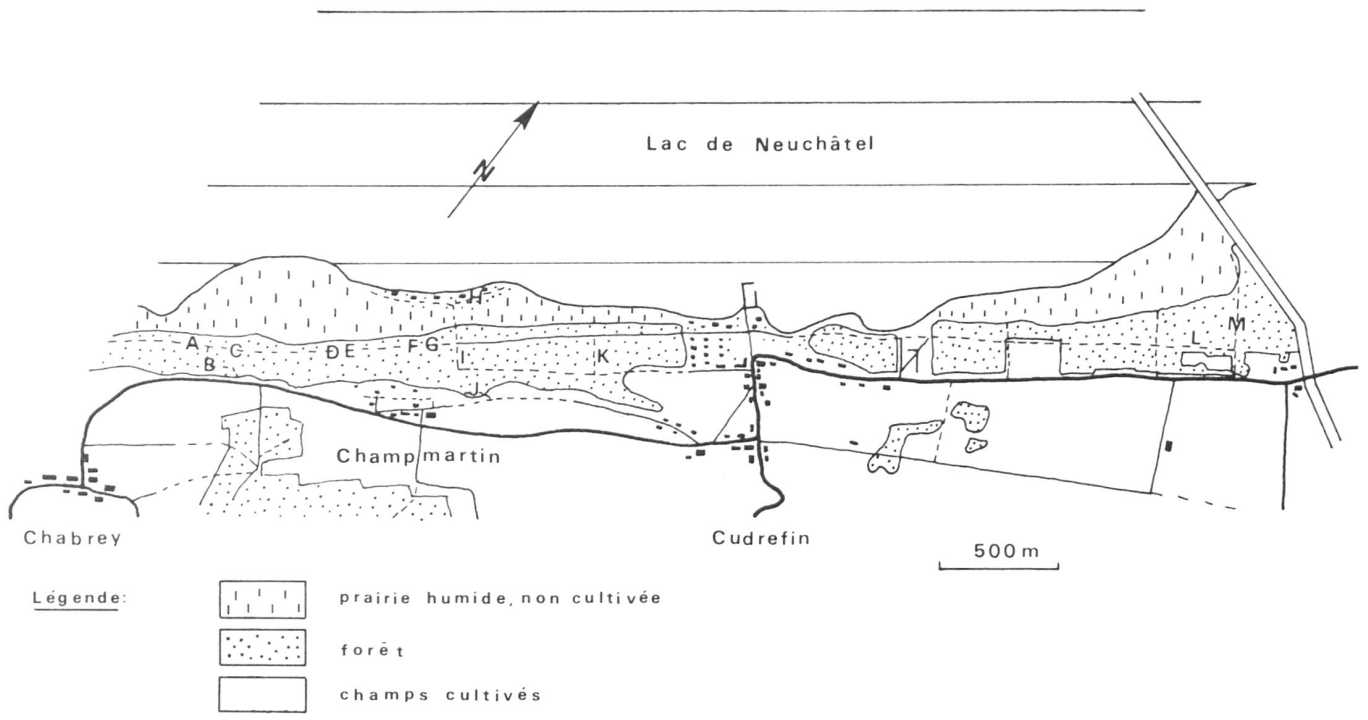 Lac de Neuchâtel
N
H
A C D E F G
B I K L M
J
Champmartin
Chabrey
Cudrefin
500 m
Légende:
prairie humide, non cultivée
forêt
champs cultivés